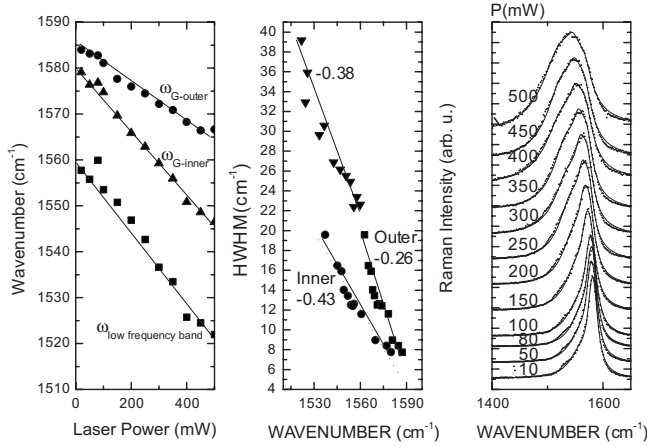 P(mW)
1590
1580
1570
1560
1550
1540
1530
1520
1510
Wavenumber (cm-1)
ωG-outer
ωG-inner
ωlow frequency band
0 200 400
Laser Power (mW)
40
38
36
34
32
30
28
26
24
22
20
18
16
14
12
10
8
6
4
HWHM (cm-1)
-0.38
Outer
-0.26
Inner
-0.43
1530 1560 1590
WAVENUMBER (cm-1)
Raman Intensity (arb. u.)
500
450
400
350
300
250
200
150
100
80
50
10
1400 1500 1600
WAVENUMBER (cm-1)